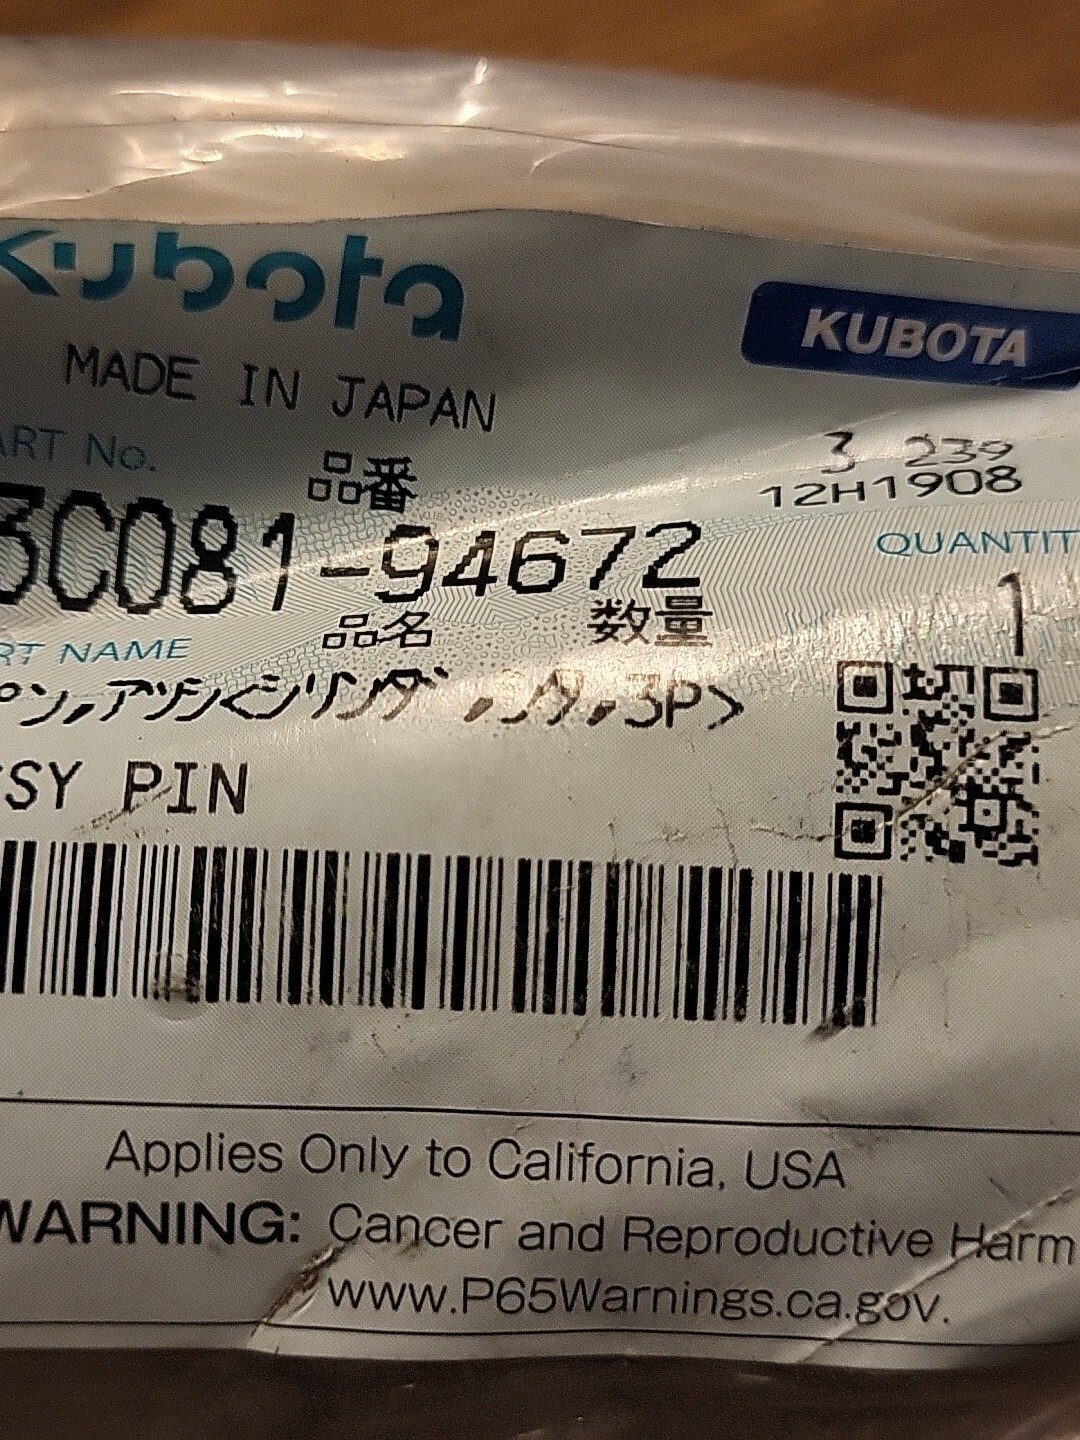 Kubota
KUBOTA
MADE IN JAPAN
ART No.
品番
3 239
12H1908
3C081-94672
QUANTIT
1
RT NAME
品名
数量
ン,アツシ<シリンダ
,3P>
SY PIN
Applies Only to California, USA
WARNING: Cancer and Reproductive Harm
www.P65Warnings.ca.gov.